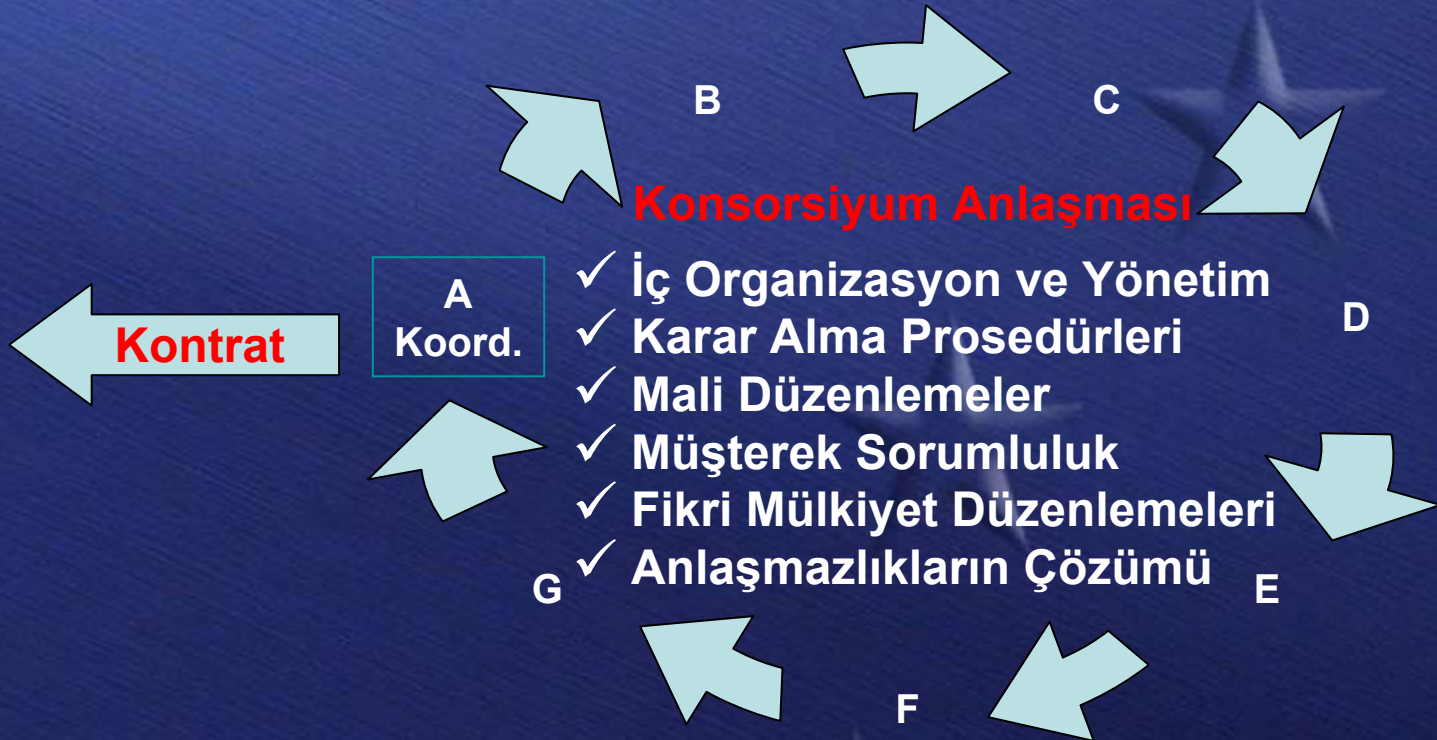 B
C
Konsorsiyum Anlaşması
A
Koord.
Kontrat
✓ İç Organizasyon ve Yönetim
✓ Karar Alma Prosedürleri
✓ Mali Düzenlemeler
✓ Müşterek Sorumluluk
✓ Fikri Mülkiyet Düzenlemeleri
✓ Anlaşmazlıkların Çözümü
D
G
E
F